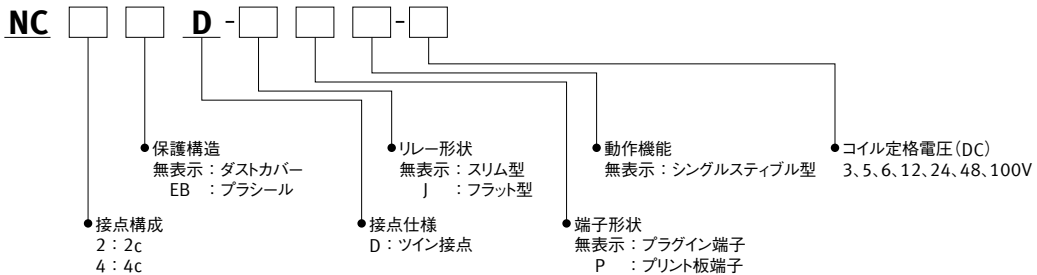 NC D - -
保護構造
無表示：ダストカバー
EB ：プラシール
リレー形状
無表示：スリム型
J ：フラット型
動作機能
無表示：シングルスティブル型
コイル定格電圧（DC）
3、5、6、12、24、48、100V
接点構成
2：2c
4：4c
接点仕様
D：ツイン接点
端子形状
無表示：プラグイン端子
P ：プリント板端子